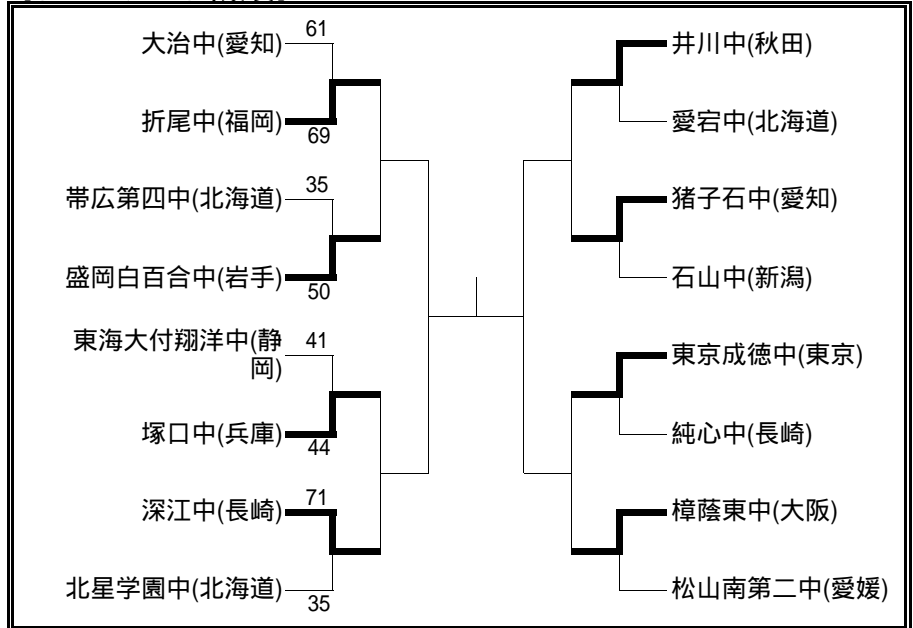 大治中(愛知)
61
折尾中(福岡)
69
帯広第四中(北海道)
35
盛岡白百合中(岩手)
50
東海大付翔洋中(静
岡)
41
塚口中(兵庫)
44
深江中(長崎)
71
北星学園中(北海道)
35
井川中(秋田)
愛宕中(北海道)
猪子石中(愛知)
石山中(新潟)
東京成徳中(東京)
純心中(長崎)
樟蔭東中(大阪)
松山南第二中(愛媛)